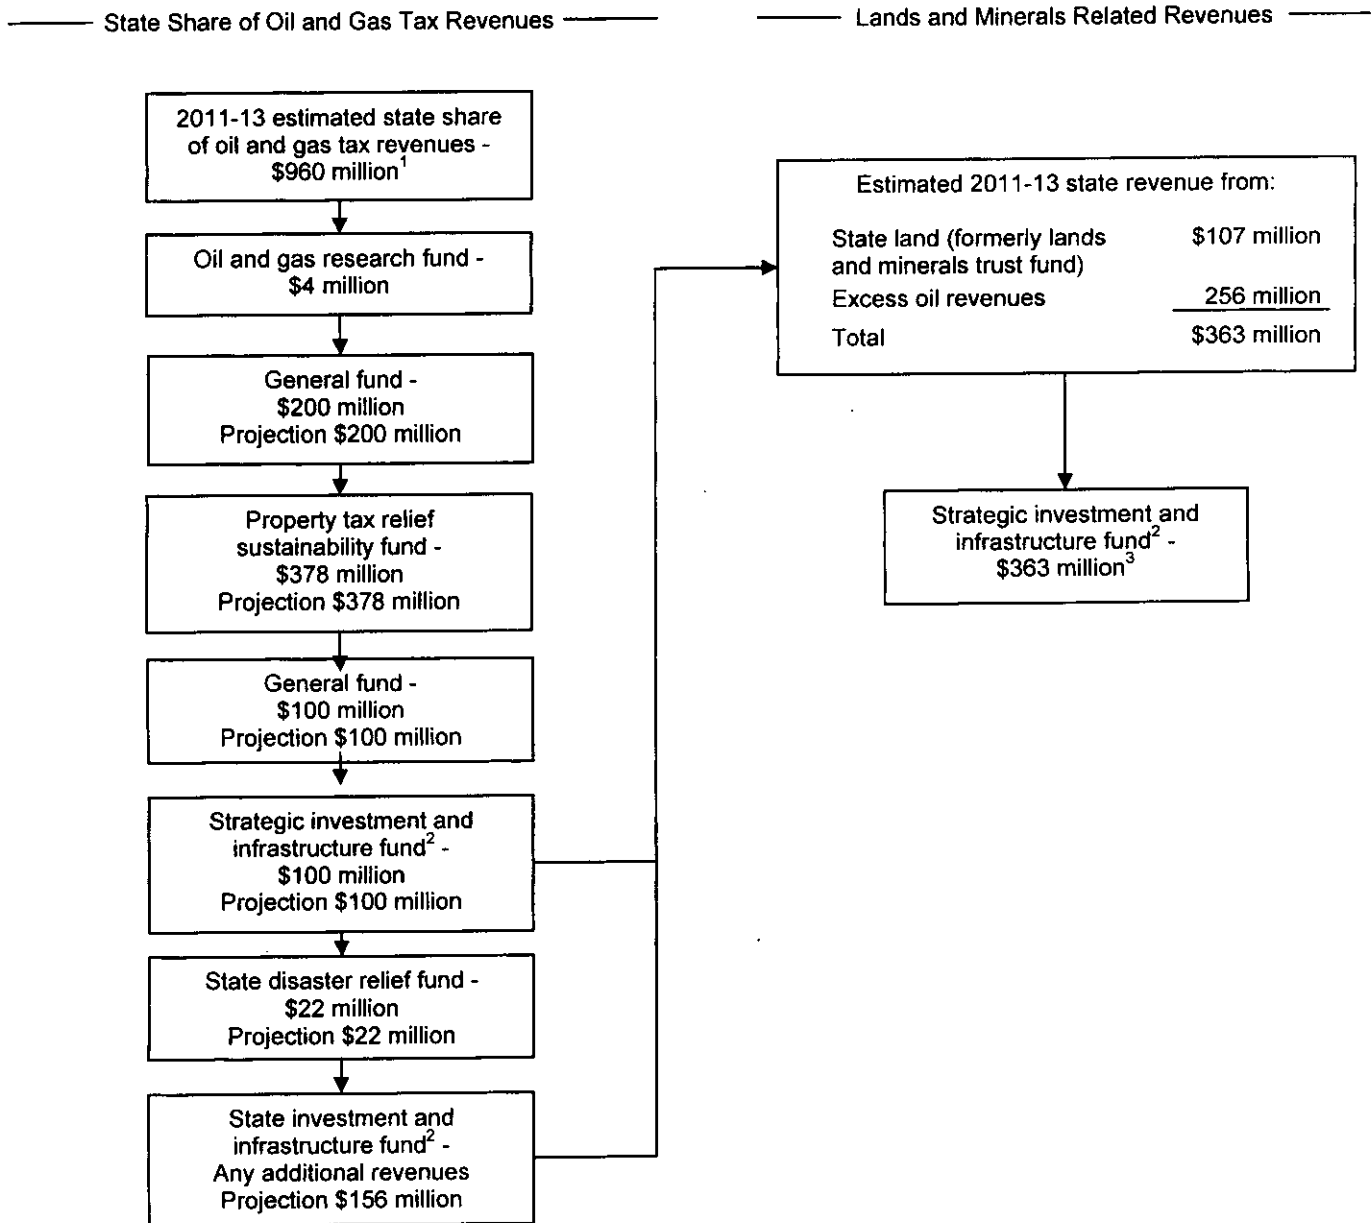 State Share of Oil and Gas Tax Revenues
2011-13 estimated state share
of oil and gas tax revenues -
$960 million¹
Oil and gas research fund -
$4 million
General fund -
$200 million
Projection $200 million
Property tax relief
sustainability fund -
$378 million
Projection $378 million
General fund -
$100 million
Projection $100 million
Strategic investment and
infrastructure fund² -
$100 million
Projection $100 million
State disaster relief fund -
$22 million
Projection $22 million
State investment and
infrastructure fund² -
Any additional revenues
Projection $156 million
Lands and Minerals Related Revenues
Estimated 2011-13 state revenue from:
State land (formerly lands $107 million
and minerals trust fund)
Excess oil revenues 256 million
Total $363 million
Strategic investment and
infrastructure fund² -
$363 million³